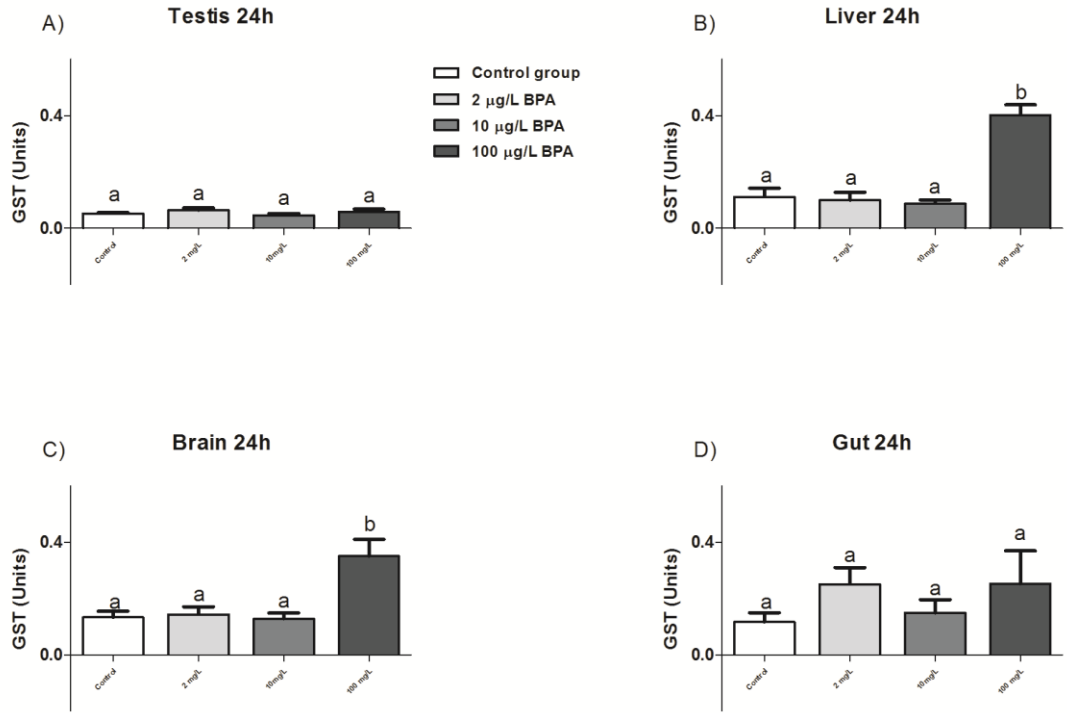 A)
Testis 24h
GST (Units)
0.4
0.0
a
a
a
a
Control
2 mg/L
10mg/L
100 mg/L
Control group
2 μg/L BPA
10 μg/L BPA
100 μg/L BPA
B)
Liver 24h
GST (Units)
0.4
0.0
a
a
a
b
Control
2 mg/L
10mg/L
100 mg/L
C)
Brain 24h
GST (Units)
0.4
0.0
a
a
a
b
Control
2 mg/L
10mg/L
100 mg/L
D)
Gut 24h
GST (Units)
0.4
0.0
a
a
a
a
Control
2 mg/L
10mg/L
100 mg/L